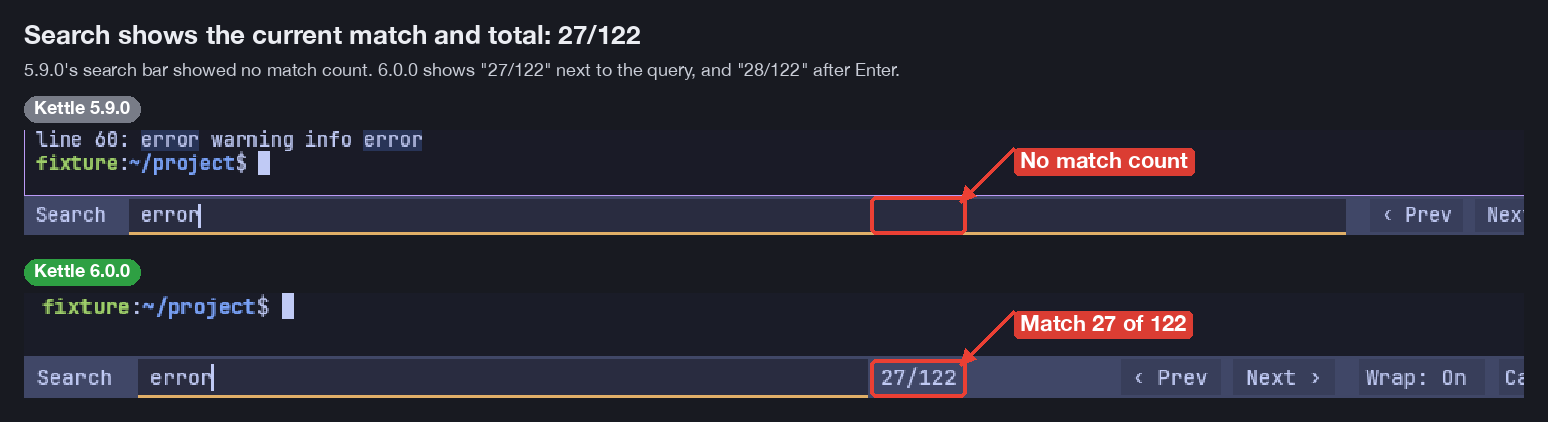 Search shows the current match and total: 27/122
5.9.0's search bar showed no match count. 6.0.0 shows "27/122" next to the query, and "28/122" after Enter.
Kettle 5.9.0
line 60: error warning info error
fixture:~/project$
No match count
Search error ‹ Prev Nex
Kettle 6.0.0
fixture:~/project$
Match 27 of 122
Search error 27/122 ‹ Prev Next › Wrap: On Ca